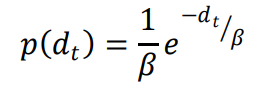 p(d_t) = \frac{1}{\beta} e^{-d_t/\beta}